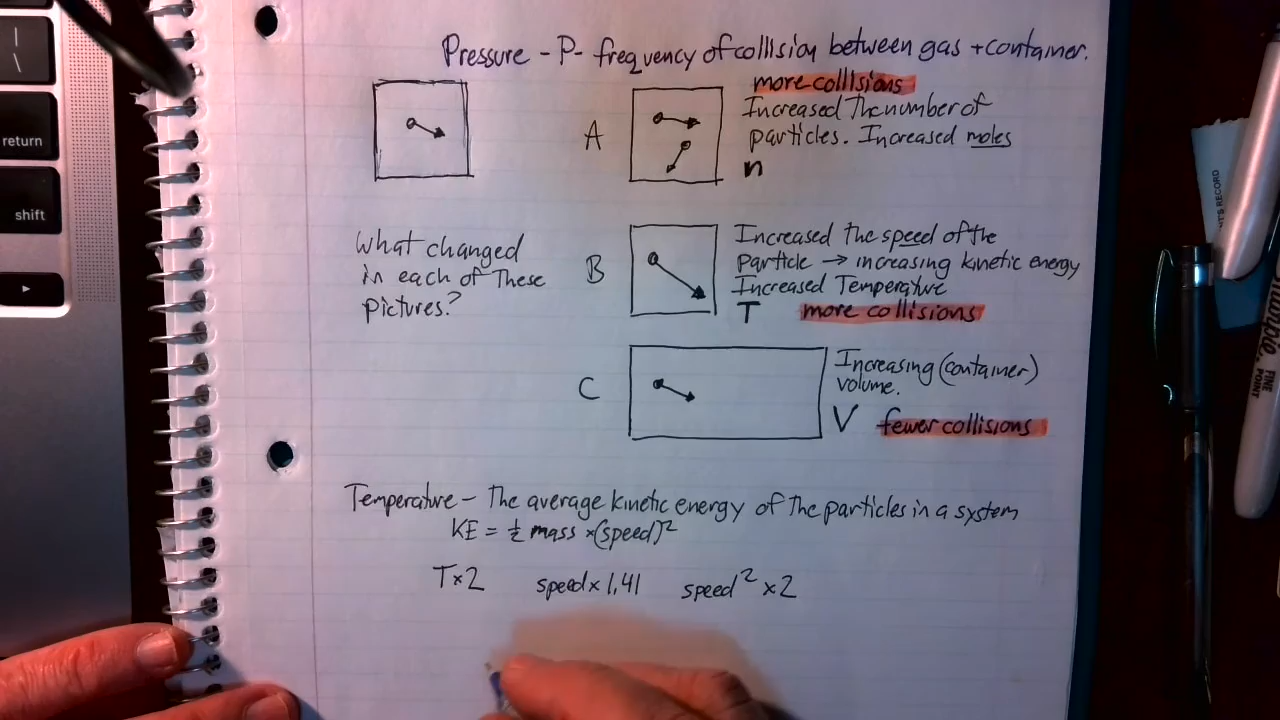 Pressure - P - frequency of collision between gas + container.
more collisions
Increased the number of
particles. Increased moles
n
A
What changed
in each of these
pictures?
B
Increased the speed of the
particle → increasing kinetic energy
Increased Temperature
T more collisions
C
Increasing (container)
volume.
V fewer collisions
Temperature - The average kinetic energy of the particles in a system
KE = ½ mass × (speed)²
T×2 speed × 1.41 speed² × 2
|
\
return
shift
FINE
POINT